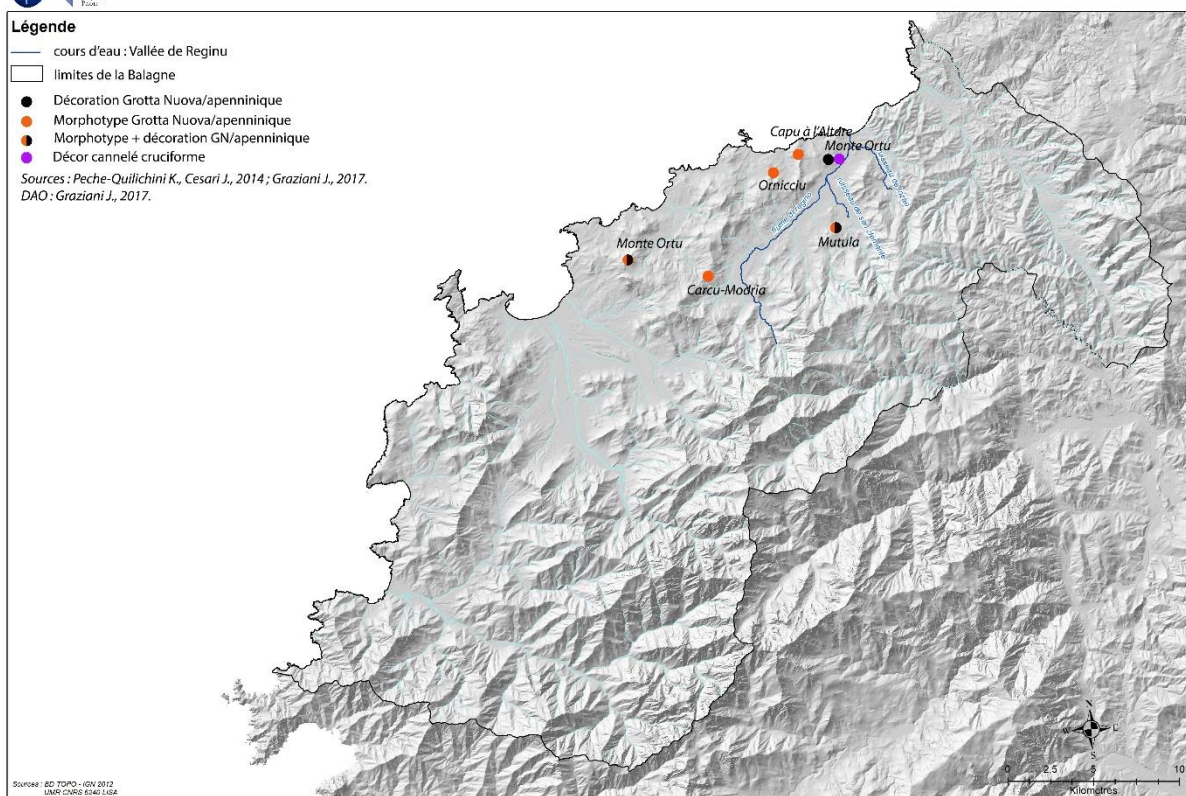 Légende
cours d'eau : Vallée de Reginu
limites de la Balagne
Décoration Grotta Nuova/apenninique
Morphotype Grotta Nuova/apenninique
Morphotype + décoration GN/apenninique
Décor cannelé cruciforme
Sources : Peche-Quilichini K., Cesari J., 2014 ; Graziani J., 2017.
DAO : Graziani J., 2017.
Capu à l'Altare
Monte Ortu
Ornicciu
Monte Ortu
Mutula
Carcu-Modria
N
W
S
0 2.5 5 10
Kilomètres
Sources : BD TOPO - IGN 2012
UMR CNRS 6240 LISA